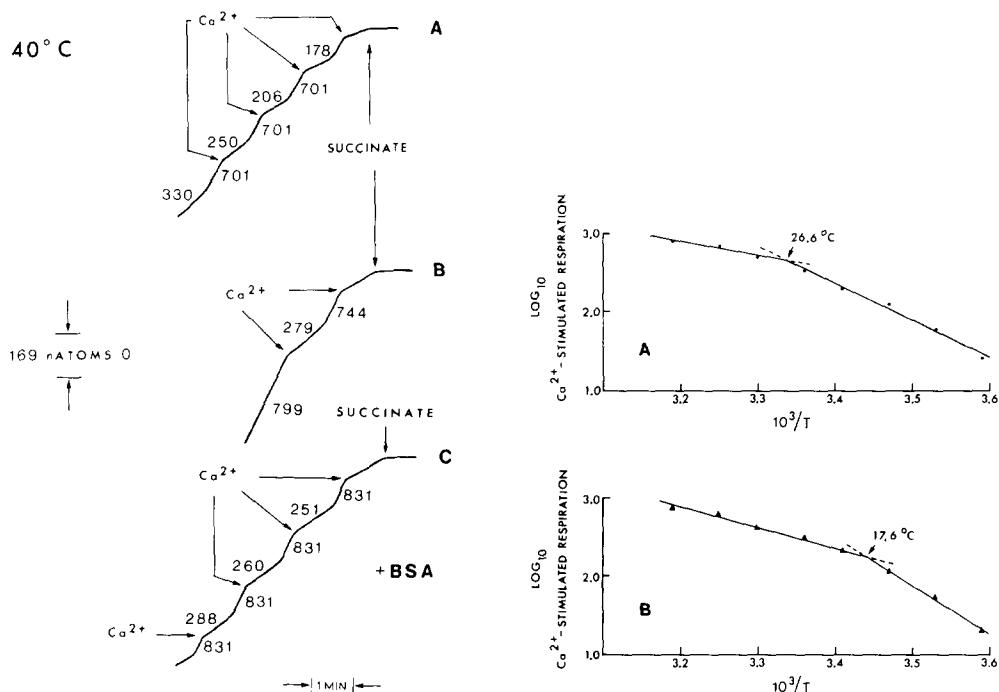 40° C
Ca²⁺
A
178
701
206
701
250
701
330
SUCCINATE
B
Ca²⁺
744
279
799
169 nATOMS O
SUCCINATE
C
Ca²⁺
831
251
831
260
831
+BSA
288
Ca²⁺
831
1 MIN
LOG₁₀
Ca²⁺-STIMULATED RESPIRATION
3.0
2.0
1.0
26,6 °C
A
3,2 3,3 3,4 3,5 3,6
10³/T
LOG₁₀
Ca²⁺-STIMULATED RESPIRATION
3.0
2.0
1.0
17,6 °C
B
3,2 3,3 3,4 3,5 3,6
10³/T